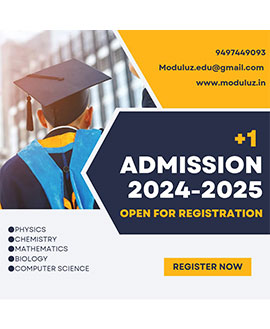 9497449093
Moduluz.edu@gmail.com
www.moduluz.in
+1
ADMISSION
2024-2025
OPEN FOR REGISTRATION
PHYSICS
CHEMISTRY
MATHEMATICS
BIOLOGY
COMPUTER SCIENCE
REGISTER NOW